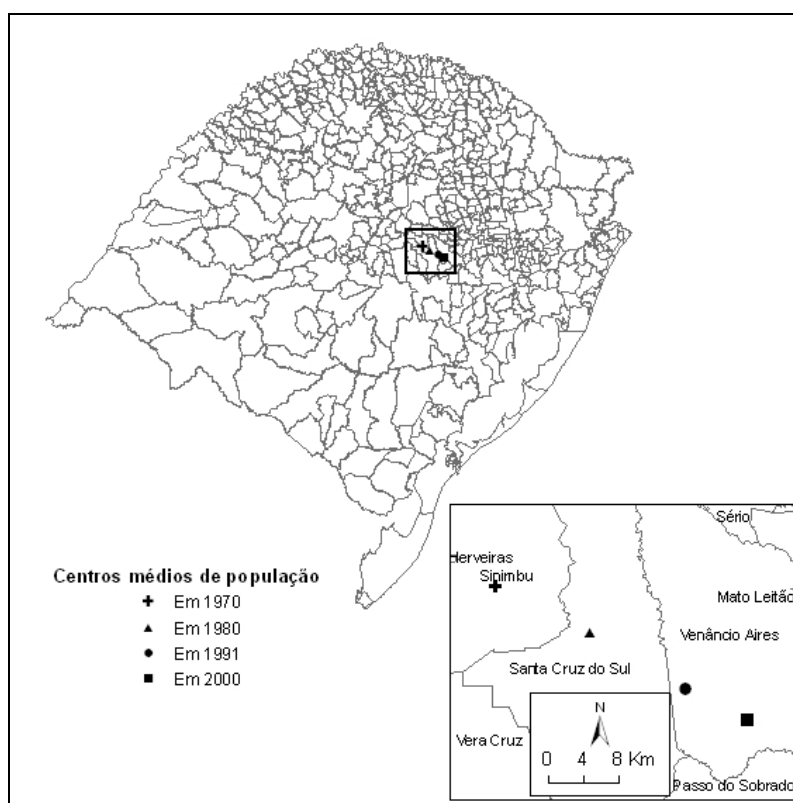 Centros médios de população
Em 1970
Em 1980
Em 1991
Em 2000
Sério
Herveiras
Sinimbu
Mato Leitão
Venâncio Aires
Santa Cruz do Sul
Vera Cruz
N
0 4 8 Km
Passo do Sobrado